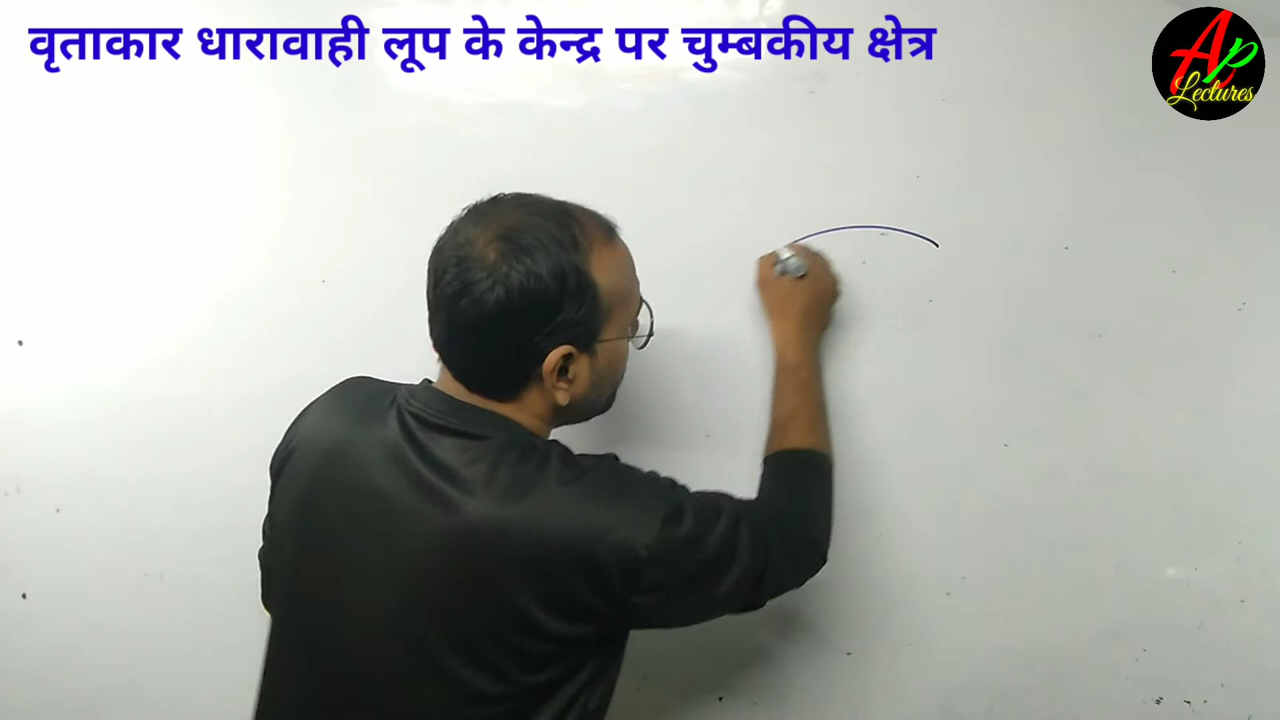 वृताकार धारावाही लूप के केन्द्र पर चुम्बकीय क्षेत्र
Ap
Lectures